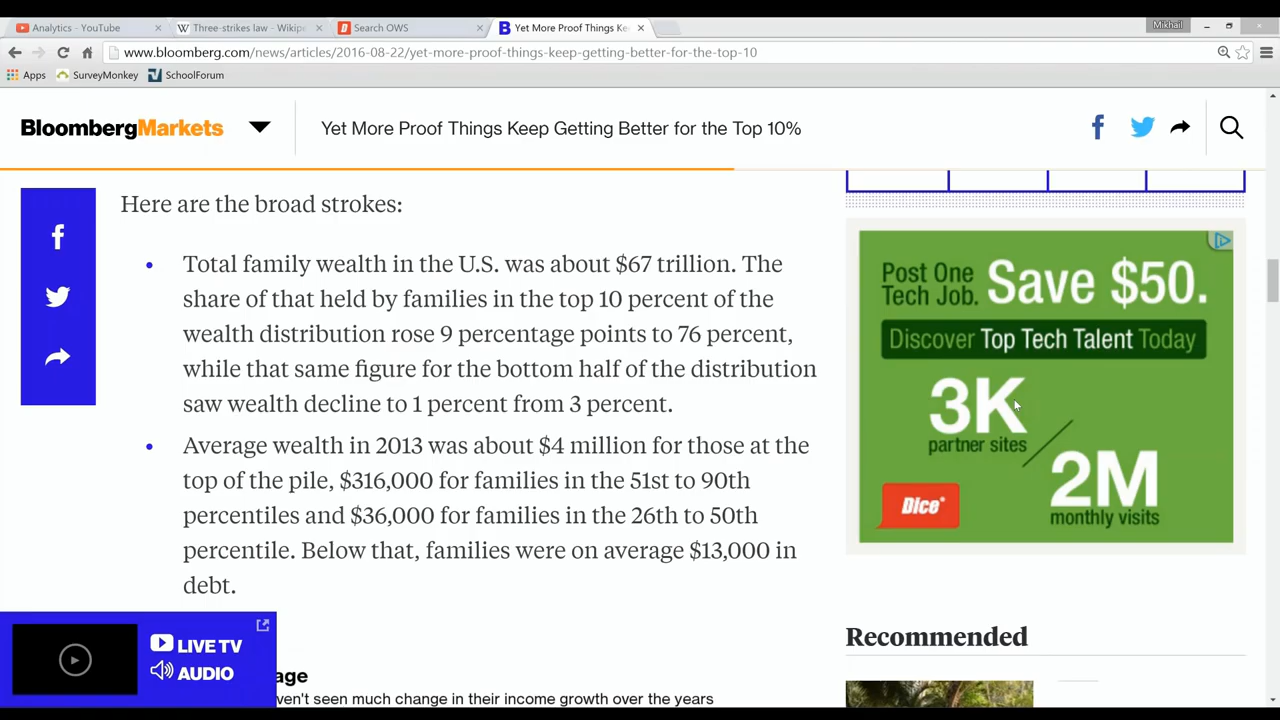 Analytics - YouTube
Three-strikes law - Wikipe
Search OWS
Yet More Proof Things Ke
Mikhail
www.bloomberg.com/news/articles/2016-08-22/yet-more-proof-things-keep-getting-better-for-the-top-10
Apps
SurveyMonkey
SchoolForum
BloombergMarkets
Yet More Proof Things Keep Getting Better for the Top 10%
Here are the broad strokes:
• Total family wealth in the U.S. was about $67 trillion. The
share of that held by families in the top 10 percent of the
wealth distribution rose 9 percentage points to 76 percent,
while that same figure for the bottom half of the distribution
saw wealth decline to 1 percent from 3 percent.
• Average wealth in 2013 was about $4 million for those at the
top of the pile, $316,000 for families in the 51st to 90th
percentiles and $36,000 for families in the 26th to 50th
percentile. Below that, families were on average $13,000 in
debt.
LIVE TV
AUDIO
age
ven't seen much change in their income growth over the years
Post One
Tech Job.
Save $50.
Discover Top Tech Talent Today
3K
partner sites
2M
monthly visits
Dice
Recommended